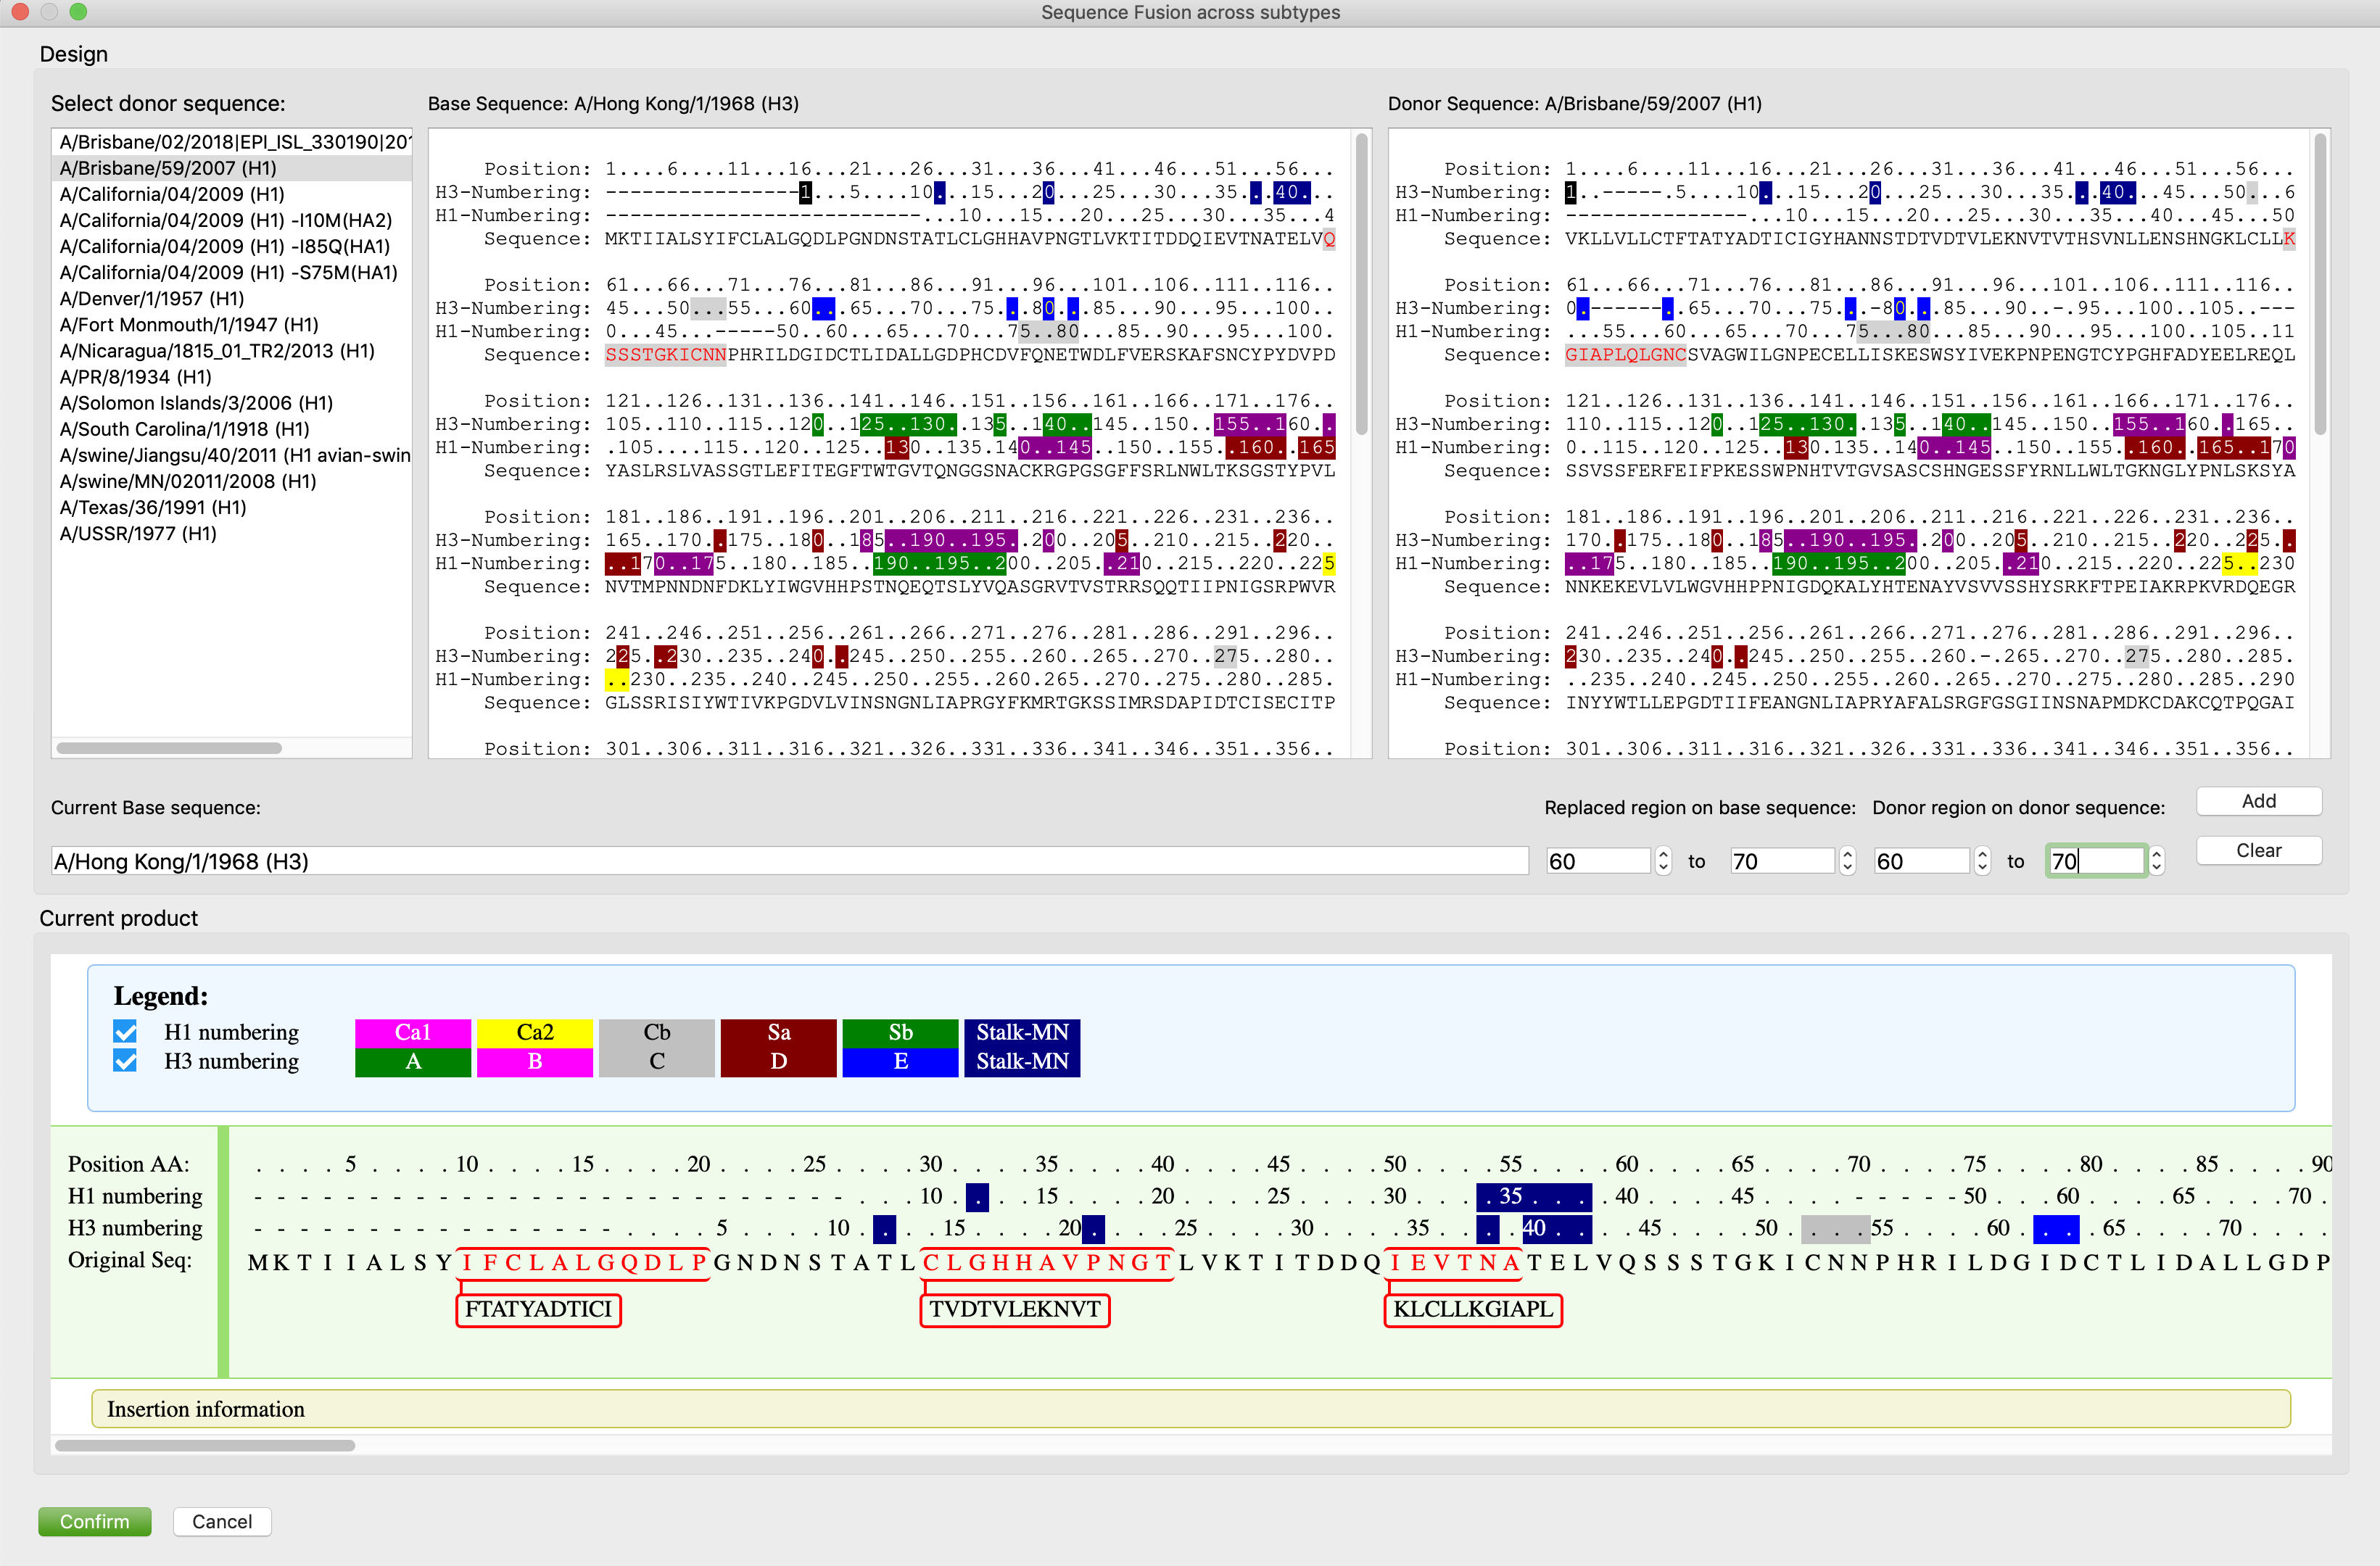 Sequence Fusion across subtypes
Design
Select donor sequence:
A/Brisbane/02/2018|EPI_ISL_330190|201
A/Brisbane/59/2007 (H1)
A/California/04/2009 (H1)
A/California/04/2009 (H1) -I10M(HA2)
A/California/04/2009 (H1) -I85Q(HA1)
A/California/04/2009 (H1) -S75M(HA1)
A/Denver/1/1957 (H1)
A/Fort Monmouth/1/1947 (H1)
A/Nicaragua/1815_01_TR2/2013 (H1)
A/PR/8/1934 (H1)
A/Solomon Islands/3/2006 (H1)
A/South Carolina/1/1918 (H1)
A/swine/Jiangsu/40/2011 (H1 avian-swin
A/swine/MN/02011/2008 (H1)
A/Texas/36/1991 (H1)
A/USSR/1977 (H1)
Base Sequence: A/Hong Kong/1/1968 (H3)
Position: 1....6....11...16...21...26...31...36...41...46...51...56...
H3-Numbering: ----------------1...5....10...15...20...25...30...35...40..
H1-Numbering: --------------------------...10...15...20...25...30...35...4
Sequence: MKTIIALSYIFCLALGQDLPGNDNSTATLCLGHHAVPNGTLVKTITDDQIEVTNATELVQ
Position: 61...66...71...76...81...86...91...96...101..106..111..116..
H3-Numbering: 45...50...55...60...65...70...75...80...85...90...95...100..
H1-Numbering: 0...45....-----50...60...65...70...75...80...85...90...95...100.
Sequence: SSSTGKICNNPHRILDGIDCTLIDALLGDPHCDVFQNETWDLFVERSKAFSNCYPYDVPD
Position: 121..126..131..136..141..146..151..156..161..166..171..176..
H3-Numbering: 105..110..115..120..125..130..135..140..145..150..155..160..
H1-Numbering: .105....115..120..125..130..135.140..145..150..155..160..165
Sequence: YASLRSLVASSGTLEFITEGFTWTGVTQNGGSNACKRGPGSGFFSRLNWLTKSGSTYPVL
Position: 181..186..191..196..201..206..211..216..221..226..231..236..
H3-Numbering: 165..170..175..180..185..190..195..200..205..210..215..220..
H1-Numbering: ..170..175..180..185..190..195..200..205..210..215..220..225
Sequence: NVTMPNNDNFDKLYIWGVHHPSTNQEQTSLYVQASGRVTVSTRRSQQTIIPNIGSRPWVR
Position: 241..246..251..256..261..266..271..276..281..286..291..296..
H3-Numbering: 225..230..235..240..245..250..255..260..265..270..275..280..
H1-Numbering: ..230..235..240..245..250..255..260.265..270..275..280..285.
Sequence: GLSSRISIYWTIVKPGDVLVINSNGNLIAPRGYFKMRTGKSSIMRSDAPIDTCISECITP
Position: 301..306..311..316..321..326..331..336..341..346..351..356..
Donor Sequence: A/Brisbane/59/2007 (H1)
Position: 1....6....11...16...21...26...31...36...41...46...51...56...
H3-Numbering: 1..-----.5....10...15...20...25...30...35...40...45...50...6
H1-Numbering: ---------------...10...15...20...25...30...35...40...45...50
Sequence: VKLLVLLCTFTATYADTICIGYHANNSTDTVDTVLEKNVTVTHSVNLLENSHNGKLCLLK
Position: 61...66...71...76...81...86...91...96...101..106..111..116..
H3-Numbering: 0.------..65...70...75...-80...85...90..-.95...100..105..---
H1-Numbering: ...55...60...65...70...75...80...85...90...95...100..105..11
Sequence: GIAPLQLGNCSVAGWILGNPECELLISKESWSYIVEKPNPENGTCYPGHFADYEELREQL
Position: 121..126..131..136..141..146..151..156..161..166..171..176..
H3-Numbering: 110..115..120..125..130..135..140..145..150..155..160..165..
H1-Numbering: 0..115..120..125..130.135..140..145..150..155..160..165..170
Sequence: SSVSSFERFEIFPKESSWPNHTVTGVSASCSHNGESSFYRNLLWLTGKNGLYPNLSKSYA
Position: 181..186..191..196..201..206..211..216..221..226..231..236..
H3-Numbering: 170..175..180..185..190..195..200..205..210..215..220..225..
H1-Numbering: ..175..180..185..190..195..200..205..210..215..220..225..230
Sequence: NNKEKEVLVLWGVHHPPNIGDQKALYHTENAYVSVVSSHYSRKFTPEIAKRPKVRDQEGR
Position: 241..246..251..256..261..266..271..276..281..286..291..296..
H3-Numbering: 230..235..240..245..250..255..260.-.265..270..275..280..285.
H1-Numbering: ..235..240..245..250..255..260..265..270..275..280..285..290
Sequence: INYYWTLLEPGDTIIFEANGNLIAPRYAFALSRGFGSGIINSNAPMDKCDAKCQTPQGAI
Position: 301..306..311..316..321..326..331..336..341..346..351..356..
Current Base sequence:
Replaced region on base sequence: Donor region on donor sequence:
Add
A/Hong Kong/1/1968 (H3)
60 to 70 60 to 70
Clear
Current product
Legend:
H1 numbering Ca1 Ca2 Cb Sa Sb Stalk-MN
H3 numbering A B C D E Stalk-MN
Position AA: . . . . 5 . . . . 10 . . . . 15 . . . . 20 . . . . 25 . . . . 30 . . . . 35 . . . . 40 . . . . 45 . . . . 50 . . . . 55 . . . . 60 . . . . 65 . . . . 70 . . . . 75 . . . . 80 . . . . 85 . . . . 90
H1 numbering - - - - - - - - - - - - - - - - - - - - - - - - - - . . . 10 . . . . 15 . . . . 20 . . . . 25 . . . . 30 . . . . 35 . . . . 40 . . . . 45 . . . . - - - - - 50 . . . 60 . . . . 65 . . . . 70 .
H3 numbering - - - - - - - - - - - - - - - - . . . . 5 . . . . 10 . . . . 15 . . . . 20 . . . . 25 . . . . 30 . . . . 35 . . . . 40 . . . . 45 . . . . 50 . . . . 55 . . . . 60 . . . . 65 . . . . 70 . . . .
Original Seq: M K T I I A L S Y I F C L A L G Q D L P G N D N S T A T L C L G H H A V P N G T L V K T I T D D Q I E V T N A T E L V Q S S S T G K I C N N P H R I L D G I D C T L I D A L L G D P
FTATYADTICI TVDTVLEKNVT KLCLLKGIAPL
Insertion information
Confirm Cancel